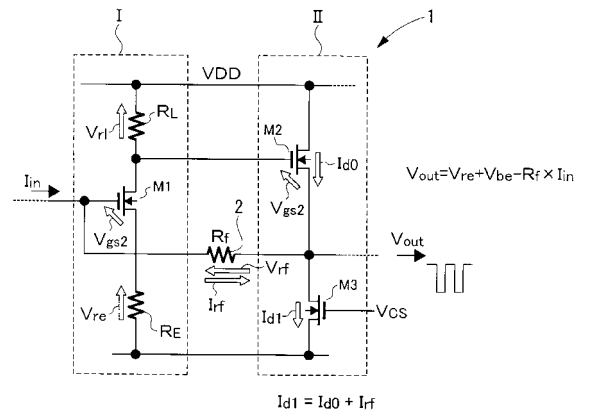 I
II
1
VDD
RL
Vrl
M2
Id0
Vgs2
Vout=Vre+Vbe−Rf×Iin
Iin
M1
Vgs2
Rf
2
Vrf
Irf
Vout
Vre
RE
Id1
M3
VCS
Id1 = Id0 + Irf